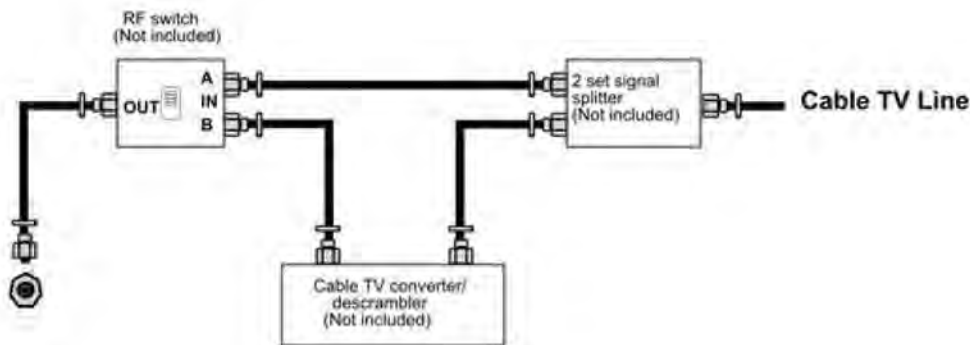 RF switch
(Not included)
A
OUT
IN
B
2 set signal
splitter
(Not included)
Cable TV Line
Cable TV converter/
descrambler
(Not included)